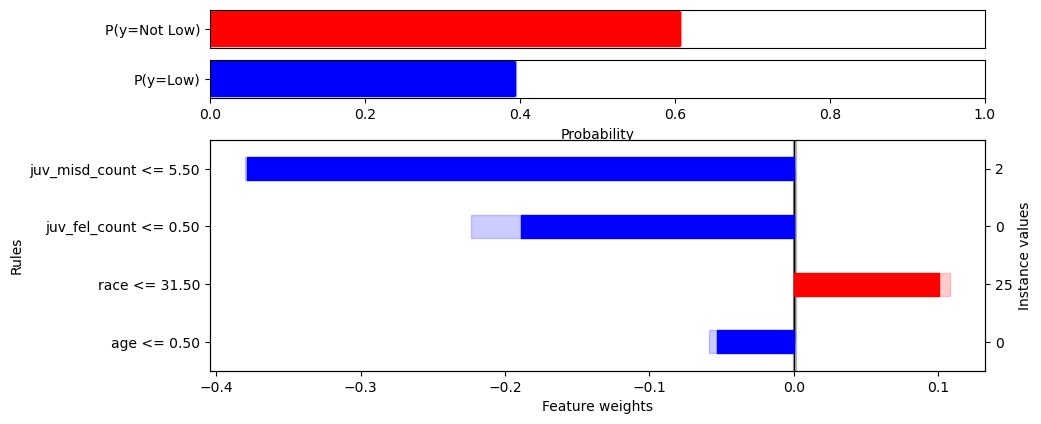 P(y=Not Low)
P(y=Low)
0.0 0.2 0.4 0.6 0.8 1.0
Probability
juv_misd_count <= 5.50 2
juv_fel_count <= 0.50 0
race <= 31.50 25
age <= 0.50 0
Rules
Instance values
−0.4 −0.3 −0.2 −0.1 0.0 0.1
Feature weights